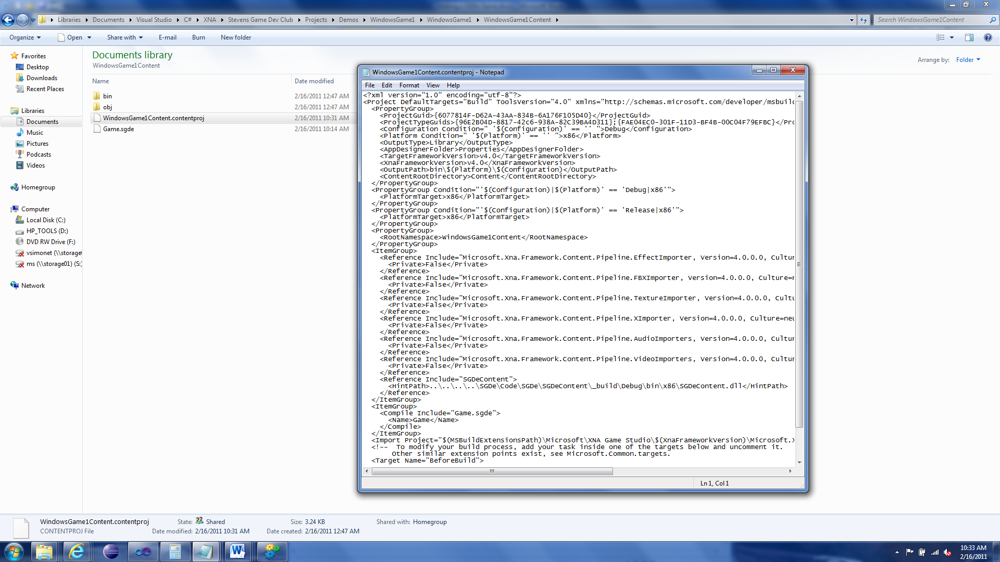 Libraries Documents Visual Studio C# XNA Stevens Game Dev Club Projects Demos WindowsGame1 WindowsGame1 WindowsGame1Content
Search WindowsGame1Content
Organize Open Share with E-mail Burn New folder
Favorites
Desktop
Downloads
Recent Places
Libraries
Documents
Music
Pictures
Podcasts
Videos
Homegroup
Computer
Local Disk (C:)
HP_TOOLS (D:)
DVD RW Drive (F:)
vsimonet (\\storage
ms (\\storage01) (S:)
Network
Documents library
WindowsGame1Content
Arrange by: Folder
Name Date modified
bin 2/16/2011 12:47 AM
obj 2/16/2011 12:47 AM
WindowsGame1Content.contentproj 2/16/2011 10:31 AM
Game.sgde 2/16/2011 10:14 AM
WindowsGame1Content.contentproj - Notepad
File Edit Format View Help
<?xml version="1.0" encoding="utf-8"?>
<Project DefaultTargets="Build" ToolsVersion="4.0" xmlns="http://schemas.microsoft.com/developer/msbuild
<PropertyGroup>
<ProjectGuid>{6077814F-D62A-43AA-834B-6A176F105D40}</ProjectGuid>
<ProjectTypeGuids>{96E2B04D-8817-42c6-938A-82C39BA4D311};{FAE04EC0-301F-11D3-BF4B-00C04F79EFBC}</Pro
<Configuration Condition=" '$(Configuration)' == '' ">Debug</Configuration>
<Platform Condition=" '$(Platform)' == '' ">x86</Platform>
<OutputType>Library</OutputType>
<AppDesignerFolder>Properties</AppDesignerFolder>
<TargetFrameworkVersion>v4.0</TargetFrameworkVersion>
<XnaFrameworkVersion>v4.0</XnaFrameworkVersion>
<OutputPath>bin\$(Platform)\$(Configuration)</OutputPath>
<ContentRootDirectory>Content</ContentRootDirectory>
</PropertyGroup>
<PropertyGroup Condition="'$(Configuration)|$(Platform)' == 'Debug|x86'">
<PlatformTarget>x86</PlatformTarget>
</PropertyGroup>
<PropertyGroup Condition="'$(Configuration)|$(Platform)' == 'Release|x86'">
<PlatformTarget>x86</PlatformTarget>
</PropertyGroup>
<PropertyGroup>
<RootNamespace>WindowsGame1Content</RootNamespace>
</PropertyGroup>
<ItemGroup>
<Reference Include="Microsoft.Xna.Framework.Content.Pipeline.EffectImporter, Version=4.0.0.0, Cultur
<Private>False</Private>
</Reference>
<Reference Include="Microsoft.Xna.Framework.Content.Pipeline.FBXImporter, Version=4.0.0.0, Culture=n
<Private>False</Private>
</Reference>
<Reference Include="Microsoft.Xna.Framework.Content.Pipeline.TextureImporter, Version=4.0.0.0, Cultu
<Private>False</Private>
</Reference>
<Reference Include="Microsoft.Xna.Framework.Content.Pipeline.XImporter, Version=4.0.0.0, Culture=neu
<Private>False</Private>
</Reference>
<Reference Include="Microsoft.Xna.Framework.Content.Pipeline.AudioImporters, Version=4.0.0.0, Cultur
<Private>False</Private>
</Reference>
<Reference Include="Microsoft.Xna.Framework.Content.Pipeline.VideoImporters, Version=4.0.0.0, Cultur
<Private>False</Private>
</Reference>
<Reference Include="SGDeContent">
<HintPath>..\..\..\..\SGDe\Code\SGDe\SGDeContent\_build\Debug\bin\x86\SGDeContent.dll</HintPath>
</Reference>
</ItemGroup>
<ItemGroup>
<Compile Include="Game.sgde">
<Name>Game</Name>
</Compile>
</ItemGroup>
<Import Project="$(MSBuildExtensionsPath)\Microsoft\XNA Game Studio\$(XnaFrameworkVersion)\Microsoft.X
<!--  To modify your build process, add your task inside one of the targets below and uncomment it.
Other similar extension points exist, see Microsoft.Common.targets.
<Target Name="BeforeBuild">
Ln 1, Col 1
WindowsGame1Content.contentproj State: Shared Size: 3.24 KB Shared with: Homegroup
CONTENTPROJ File Date modified: 2/16/2011 10:31 AM Date created: 2/16/2011 12:47 AM
10:33 AM
2/16/2011